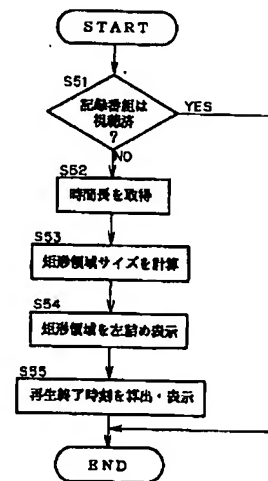 START
S51
記録番組は
視聴済
?
YES
NO
S52
時間長を取得
S53
矩形領域サイズを計算
S54
矩形領域を左詰め表示
S55
再生終了時刻を算出・表示
END